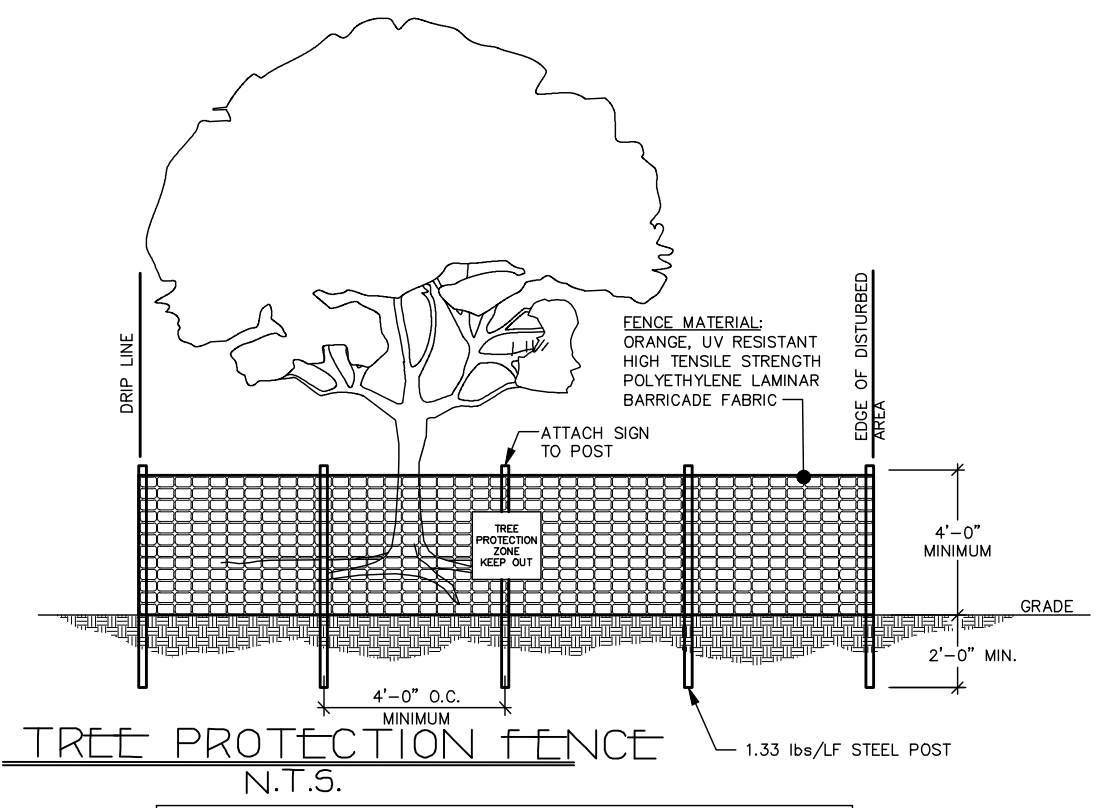 FENCE MATERIAL:
ORANGE, UV RESISTANT
HIGH TENSILE STRENGTH
POLYETHYLENE LAMINAR
BARRICADE FABRIC
DRIP LINE
EDGE OF DISTURBED
AREA
ATTACH SIGN
TO POST
TREE
PROTECTION
ZONE
KEEP OUT
4'-0"
MINIMUM
GRADE
2'-0" MIN.
4'-0" O.C.
MINIMUM
1.33 lbs/LF STEEL POST
TREE PROTECTION FENCE
N.T.S.